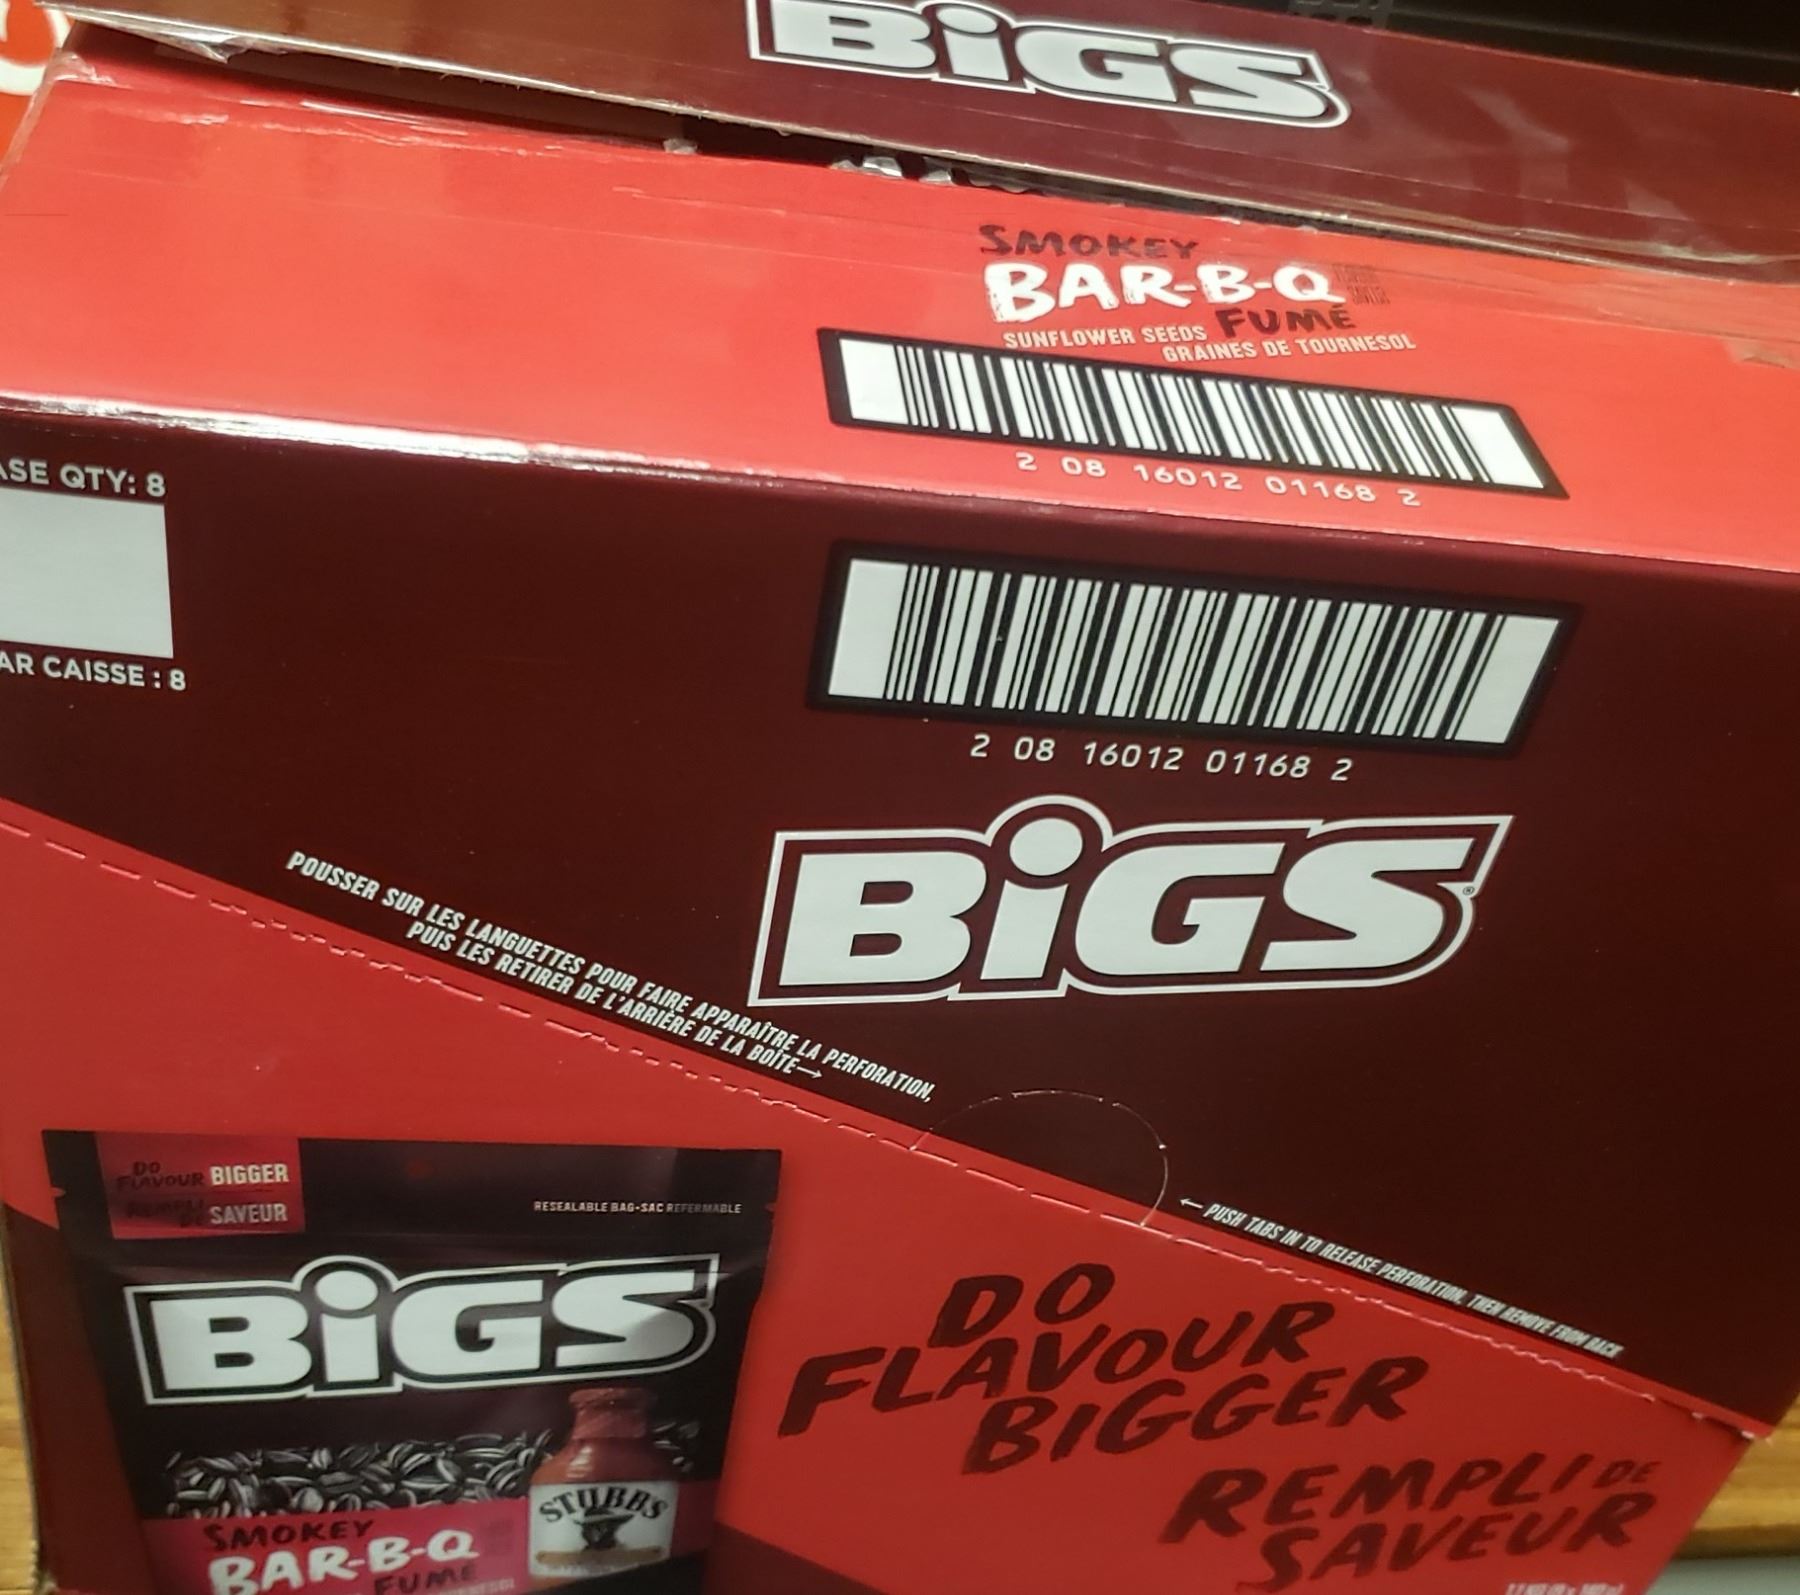 BiGS
SMOKEY
BAR-B-Q
FUMÉ
SUNFLOWER SEEDS
GRAINES DE TOURNESOL
2 08 16012 01168 2
ASE QTY: 8
AR CAISSE : 8
2 08 16012 01168 2
BiGS®
POUSSER SUR LES LANGUETTES POUR FAIRE APPARAÎTRE LA PERFORATION,
PUIS LES RETIRER DE L'ARRIÈRE DE LA BOÎTE→
← PUSH TABS IN TO RELEASE PERFORATION, THEN REMOVE FROM BACK
DO
FLAVOUR BIGGER
REMPLI
DE SAVEUR
RESEALABLE BAG-SAC REFERMABLE
BiGS
STUBBS
SMOKEY
BAR-B-Q
FUMÉ
DO
FLAVOUR
BIGGER
REMPLI DE
SAVEUR